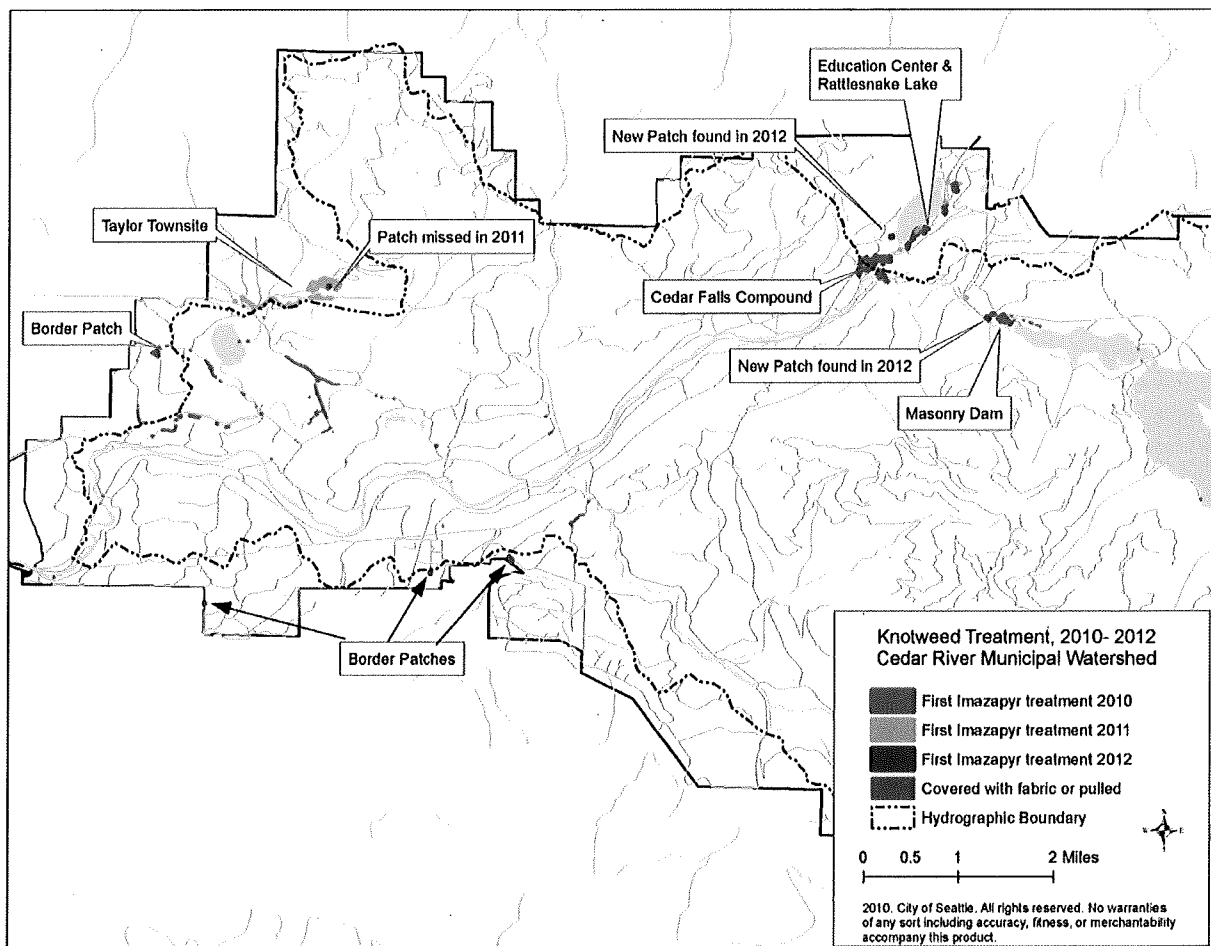 Education Center &
Rattlesnake Lake
New Patch found in 2012
Taylor Townsite
Patch missed in 2011
Cedar Falls Compound
Border Patch
New Patch found in 2012
Masonry Dam
Border Patches
Knotweed Treatment, 2010- 2012
Cedar River Municipal Watershed
First Imazapyr treatment 2010
First Imazapyr treatment 2011
First Imazapyr treatment 2012
Covered with fabric or pulled
Hydrographic Boundary
N
W E
S
0 0.5 1 2 Miles
2010. City of Seattle. All rights reserved. No warranties
of any sort including accuracy, fitness, or merchantability
accompany this product.